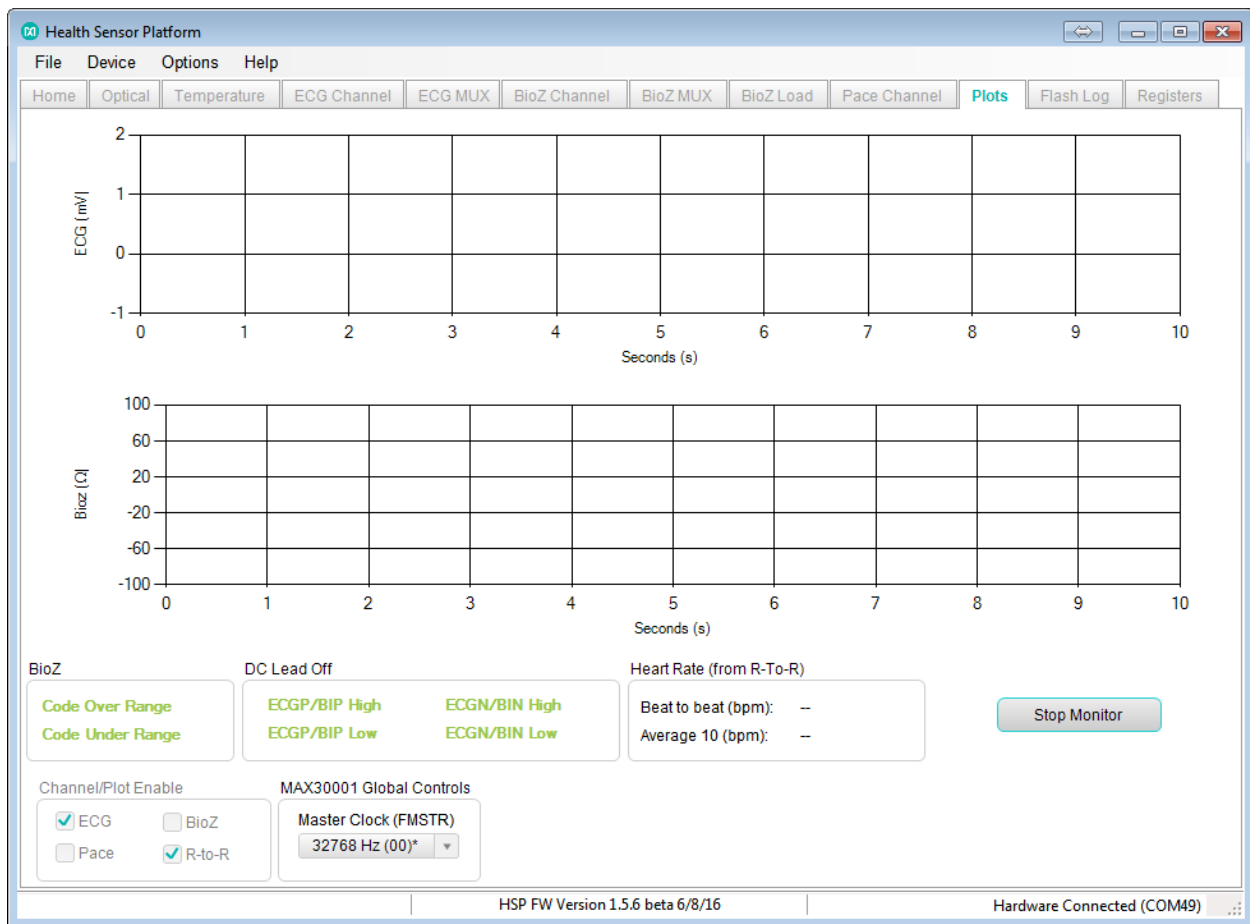 Health Sensor Platform
File Device Options Help
Home Optical Temperature ECG Channel ECG MUX BioZ Channel BioZ MUX BioZ Load Pace Channel Plots Flash Log Registers
2
1
0
-1
ECG ( mV|
0 1 2 3 4 5 6 7 8 9 10
Seconds (s)
100
60
20
-20
-60
-100
Bioz (Ω|
0 1 2 3 4 5 6 7 8 9 10
Seconds (s)
BioZ
Code Over Range
Code Under Range
DC Lead Off
ECGP/BIP High ECGN/BIN High
ECGP/BIP Low ECGN/BIN Low
Heart Rate (from R-To-R)
Beat to beat (bpm): --
Average 10 (bpm): --
Stop Monitor
Channel/Plot Enable
ECG BioZ
Pace R-to-R
MAX30001 Global Controls
Master Clock (FMSTR)
32768 Hz (00)*
HSP FW Version 1.5.6 beta 6/8/16
Hardware Connected (COM49)